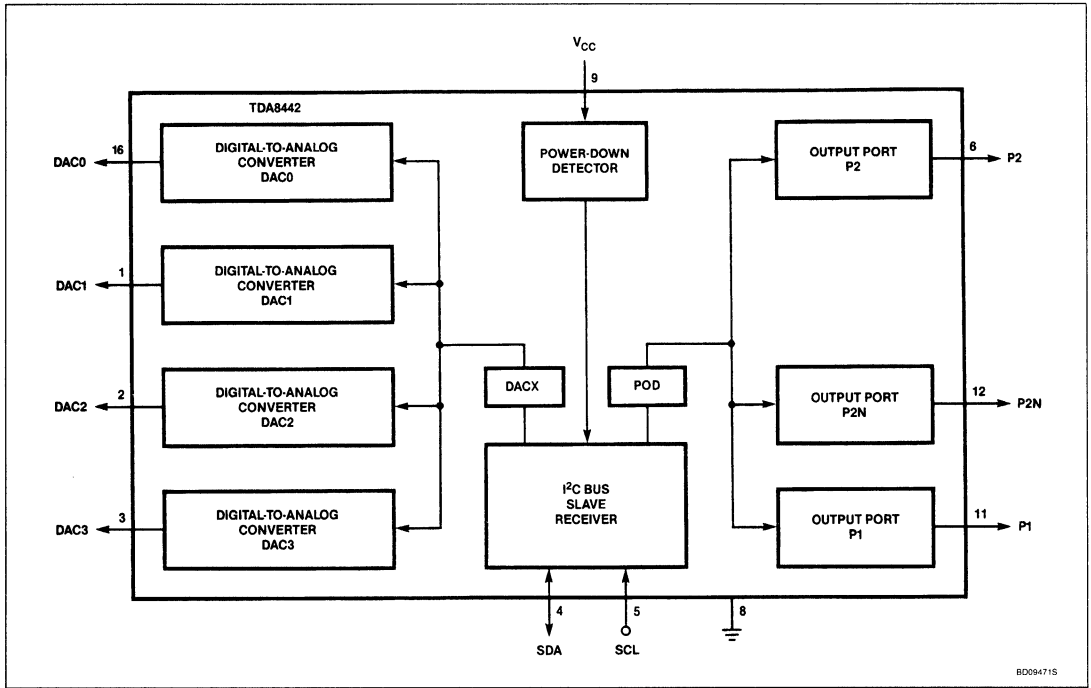 V_CC
9
TDA8442
DIGITAL-TO-ANALOG
CONVERTER
DAC0
16
DAC0
POWER-DOWN
DETECTOR
OUTPUT PORT
P2
6
P2
DIGITAL-TO-ANALOG
CONVERTER
DAC1
1
DAC1
DIGITAL-TO-ANALOG
CONVERTER
DAC2
2
DAC2
DACX
POD
OUTPUT PORT
P2N
12
P2N
DIGITAL-TO-ANALOG
CONVERTER
DAC3
3
DAC3
I²C BUS
SLAVE
RECEIVER
OUTPUT PORT
P1
11
P1
4
5
8
SDA
SCL
BD09471S